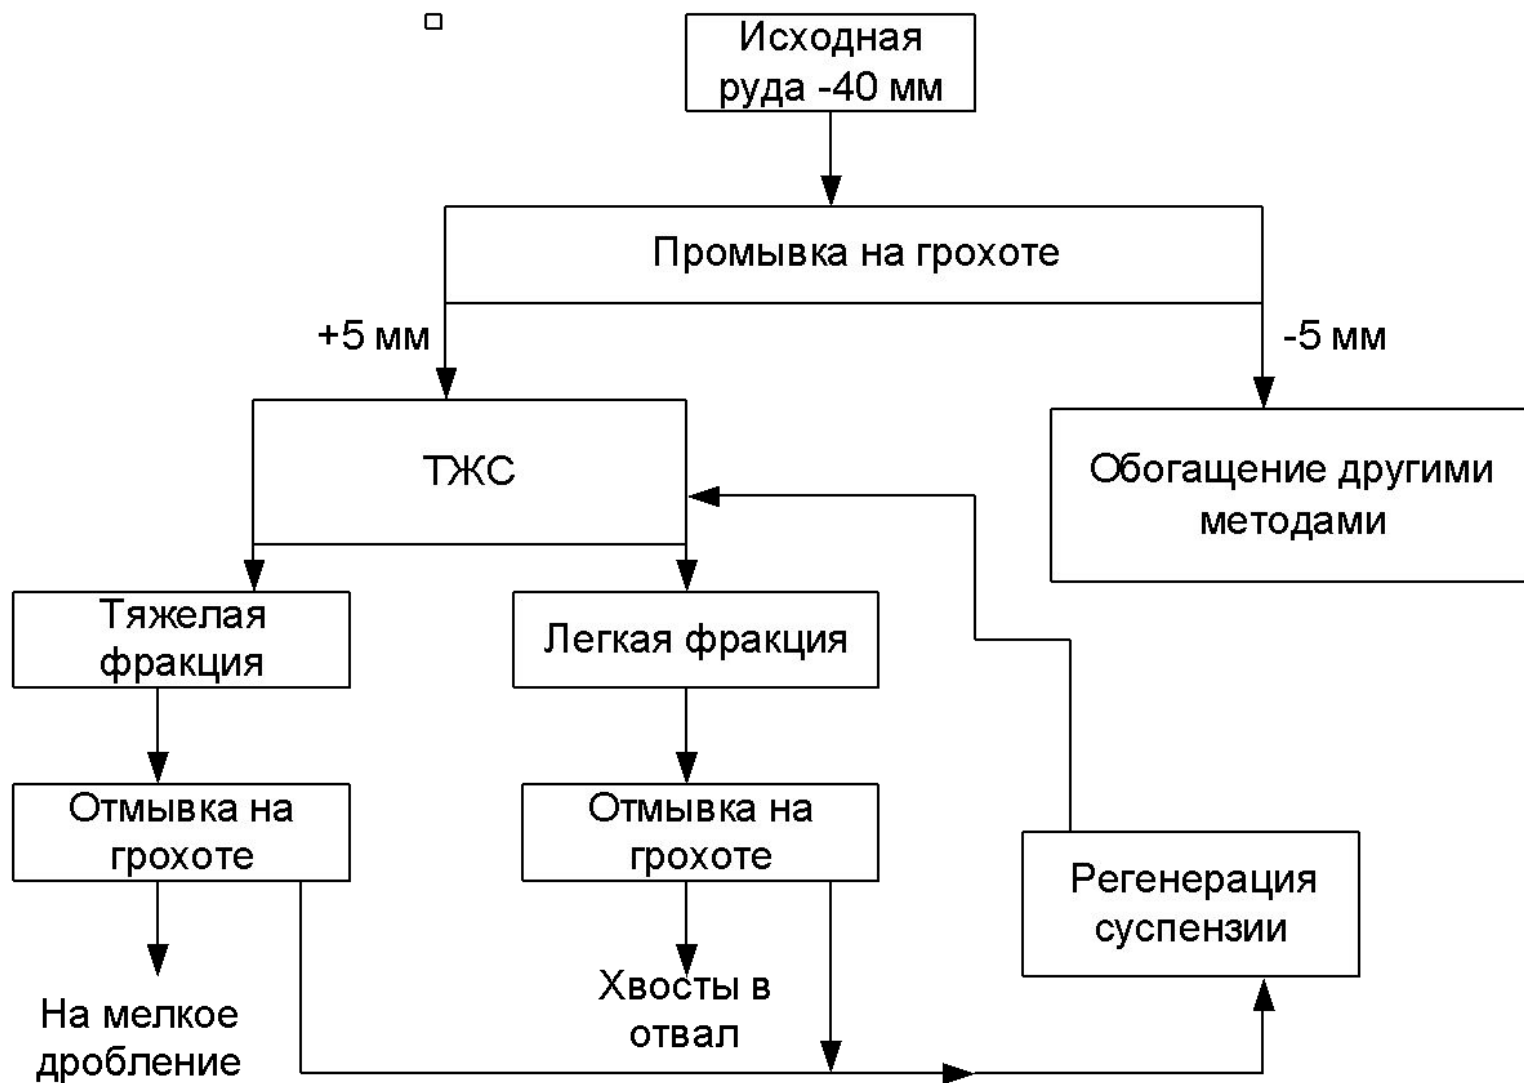 Исходная
руда -40 мм
Промывка на грохоте
+5 мм
-5 мм
ТЖС
Обогащение другими
методами
Тяжелая
фракция
Легкая фракция
Отмывка на
грохоте
Отмывка на
грохоте
Регенерация
суспензии
На мелкое
дробление
Хвосты в
отвал